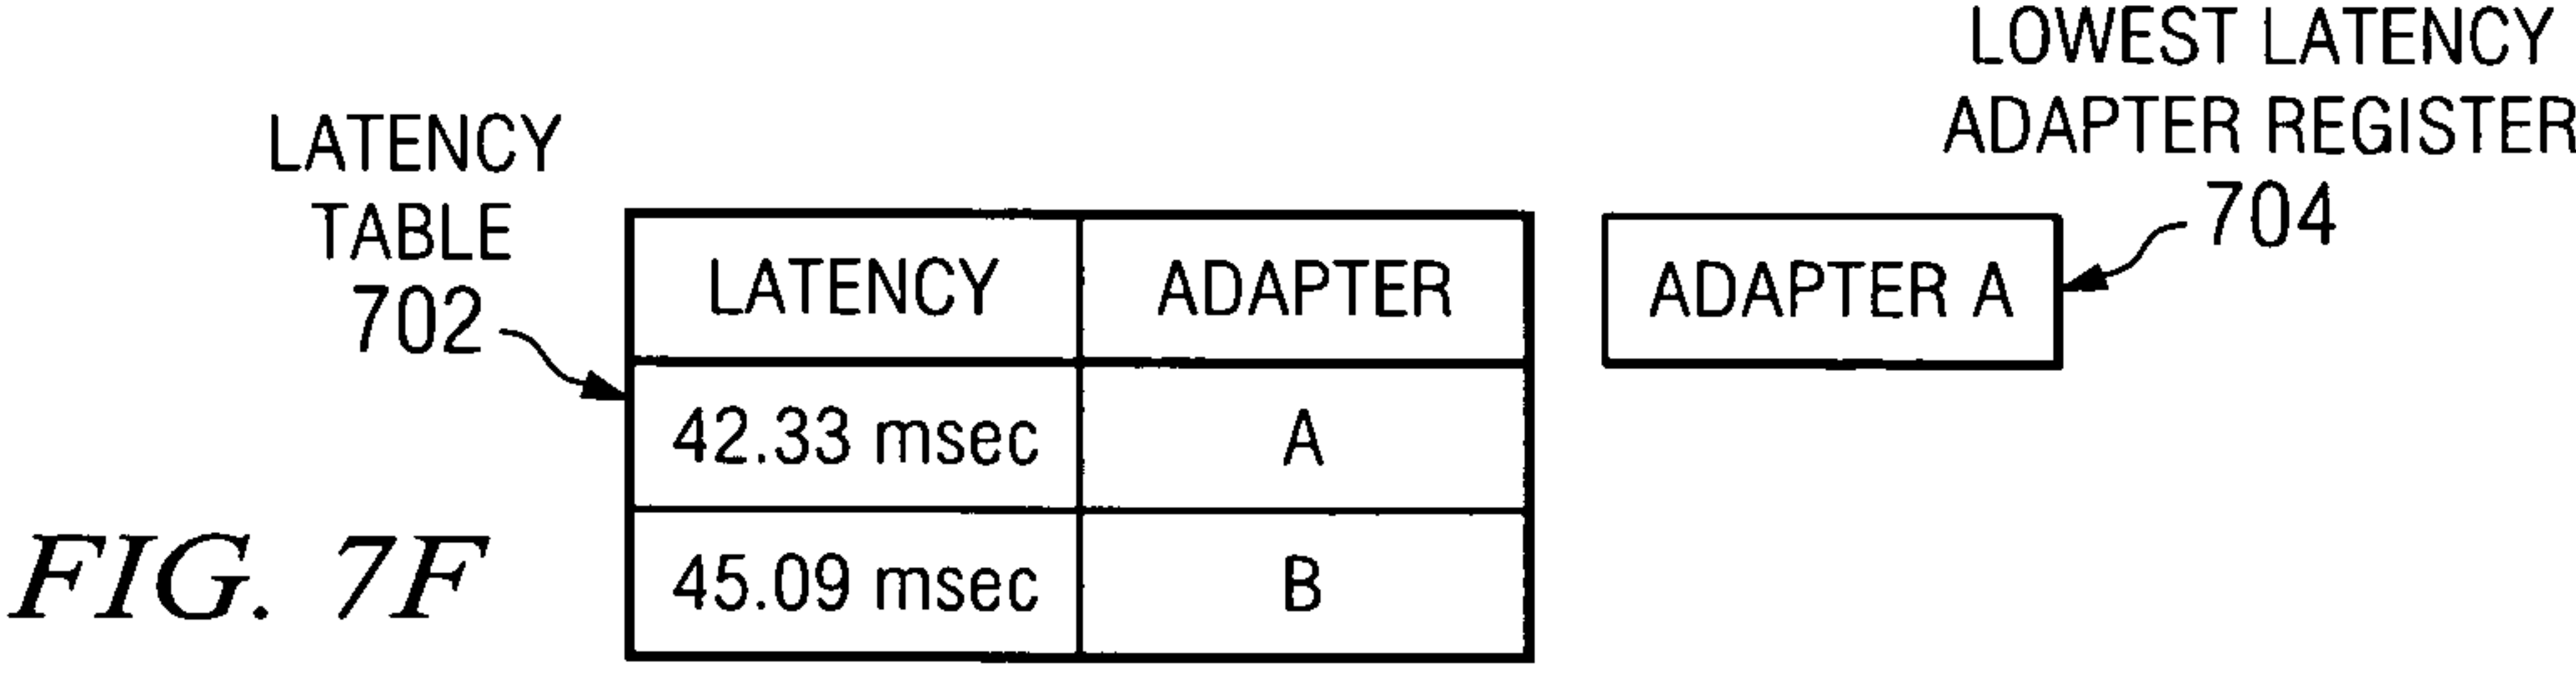 LOWEST LATENCY
ADAPTER REGISTER
704
LATENCY
TABLE
702
LATENCY ADAPTER
42.33 msec A
45.09 msec B
ADAPTER A
FIG. 7F